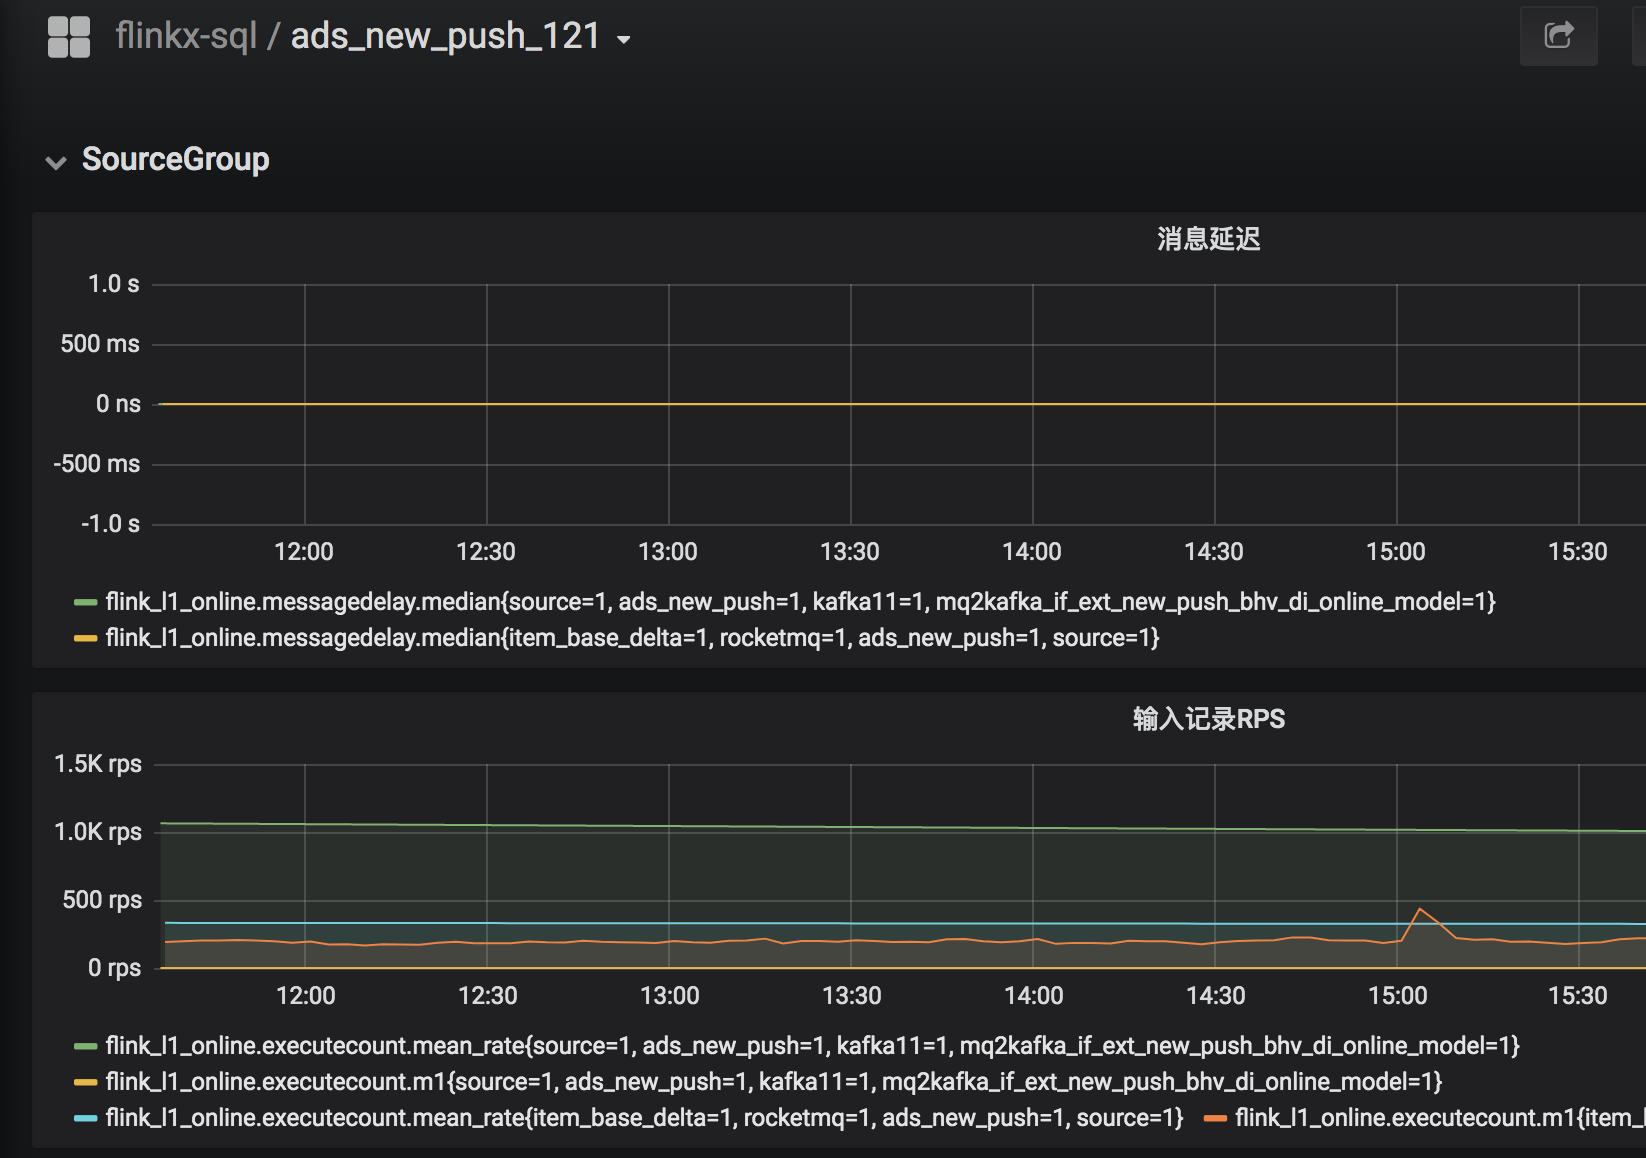 flinkx-sql / ads_new_push_121
SourceGroup
消息延迟
1.0 s
500 ms
0 ns
-500 ms
-1.0 s
12:00 12:30 13:00 13:30 14:00 14:30 15:00 15:30
flink_l1_online.messagedelay.median{source=1, ads_new_push=1, kafka11=1, mq2kafka_if_ext_new_push_bhv_di_online_model=1}
flink_l1_online.messagedelay.median{item_base_delta=1, rocketmq=1, ads_new_push=1, source=1}
输入记录RPS
1.5K rps
1.0K rps
500 rps
0 rps
12:00 12:30 13:00 13:30 14:00 14:30 15:00 15:30
flink_l1_online.executecount.mean_rate{source=1, ads_new_push=1, kafka11=1, mq2kafka_if_ext_new_push_bhv_di_online_model=1}
flink_l1_online.executecount.m1{source=1, ads_new_push=1, kafka11=1, mq2kafka_if_ext_new_push_bhv_di_online_model=1}
flink_l1_online.executecount.mean_rate{item_base_delta=1, rocketmq=1, ads_new_push=1, source=1} flink_l1_online.executecount.m1{item_